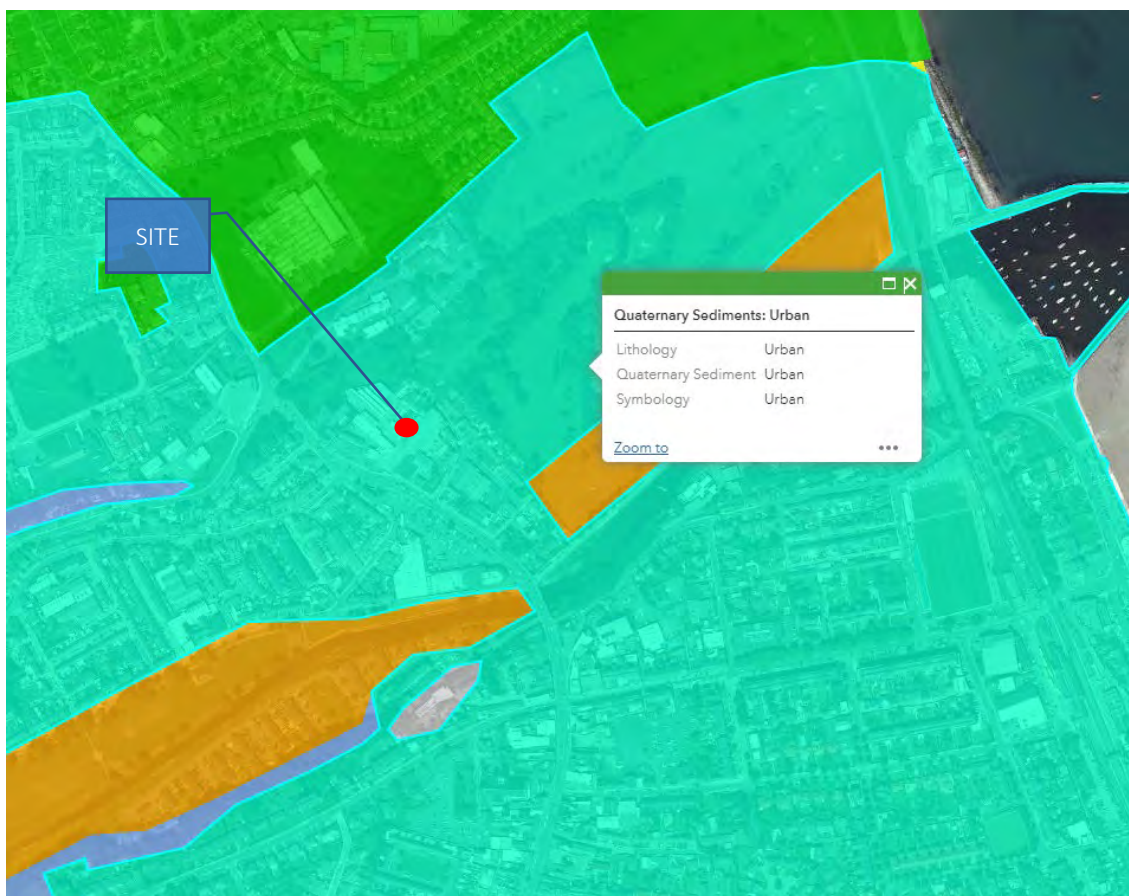 SITE
Quaternary Sediments: Urban
Lithology Urban
Quaternary Sediment Urban
Symbology Urban
Zoom to •••